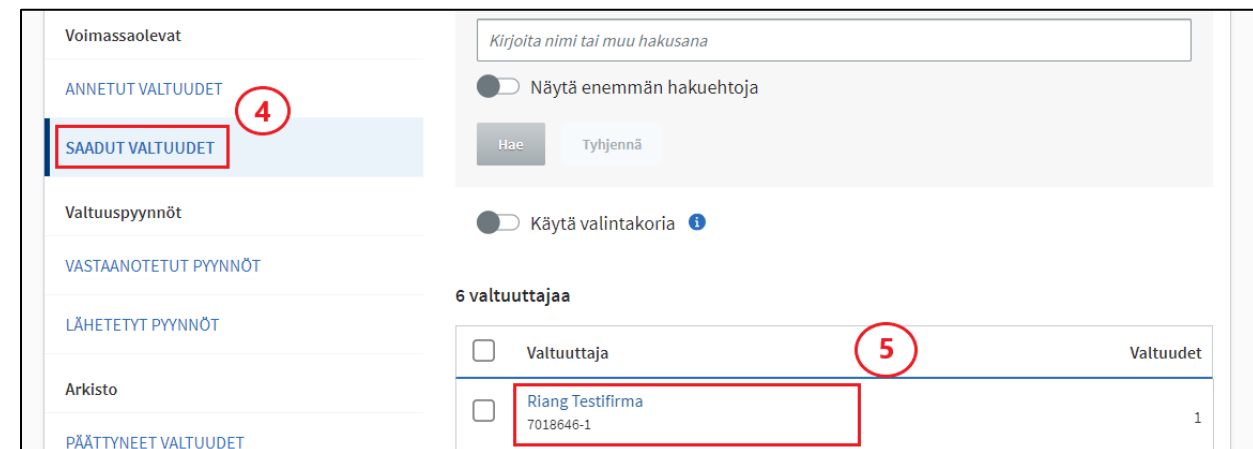 Voimassaolevat
ANNETUT VALTUUDET
4
SAADUT VALTUUDET
Valtuuspyynnöt
VASTAANOTETUT PYYNNÖT
LÄHETETYT PYYNNÖT
Arkisto
PÄÄTTYNEET VALTUUDET
Kirjoita nimi tai muu hakusana
Näytä enemmän hakuehtoja
Hae Tyhjennä
Käytä valintakoria i
6 valtuuttajaa
Valtuuttaja 5 Valtuudet
Riang Testifirma
7018646-1 1